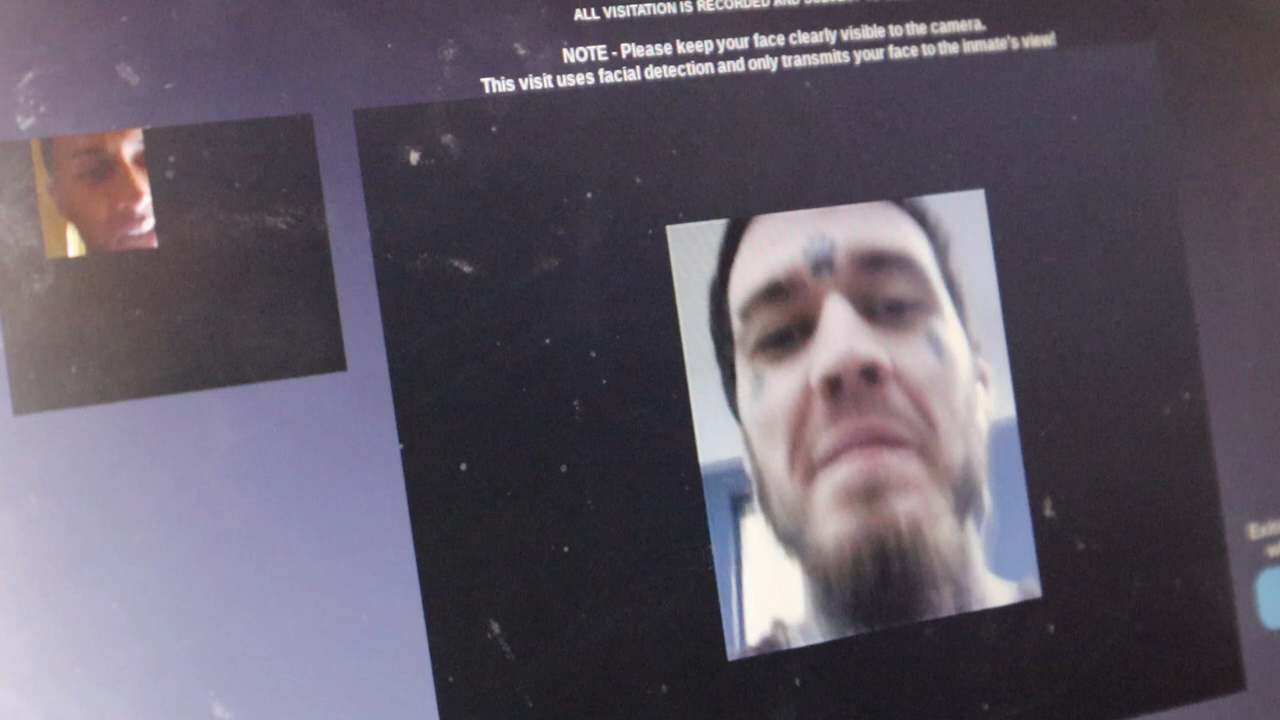 ALL VISITATION IS RECORDED AND
NOTE - Please keep your face clearly visible to the camera.
This visit uses facial detection and only transmits your face to the inmate's view!